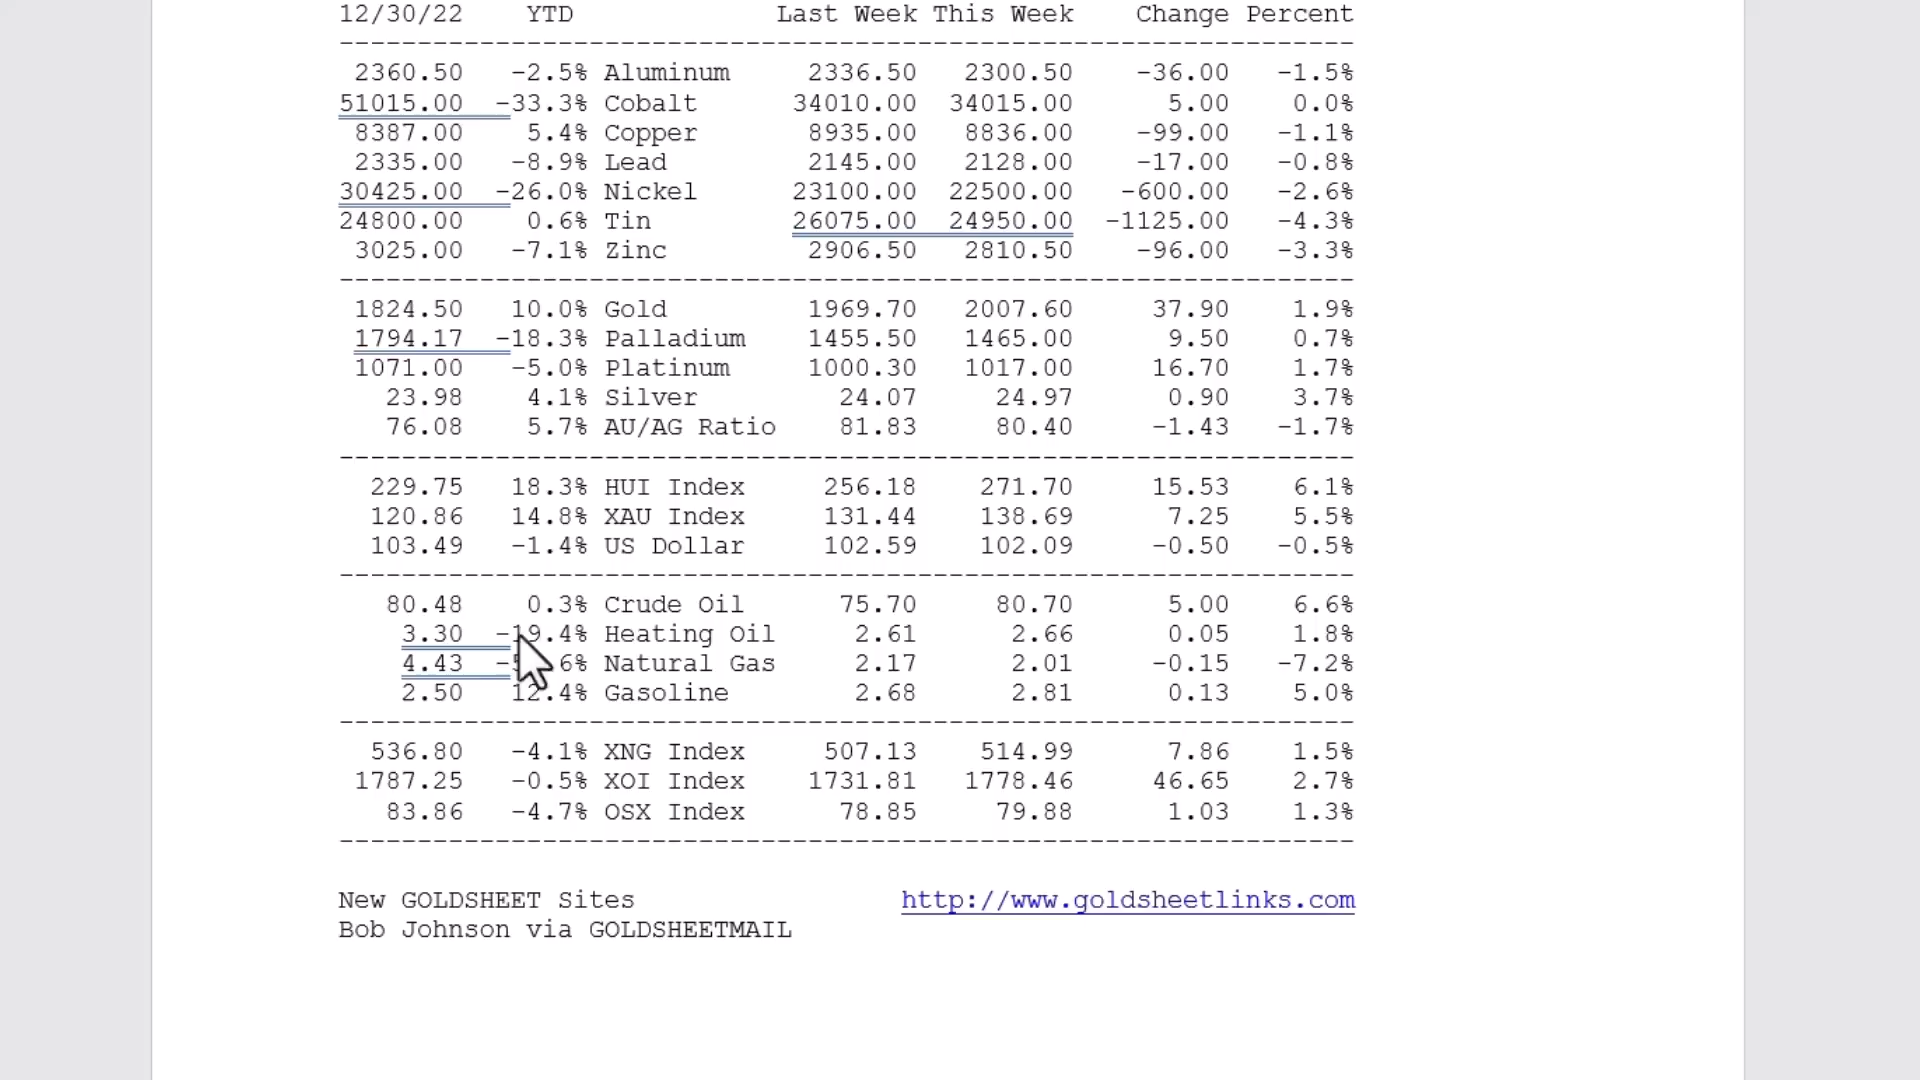 12/30/22 YTD Last Week This Week Change Percent
2360.50 -2.5% Aluminum 2336.50 2300.50 -36.00 -1.5%
51015.00 -33.3% Cobalt 34010.00 34015.00 5.00 0.0%
8387.00 5.4% Copper 8935.00 8836.00 -99.00 -1.1%
2335.00 -8.9% Lead 2145.00 2128.00 -17.00 -0.8%
30425.00 -26.0% Nickel 23100.00 22500.00 -600.00 -2.6%
24800.00 0.6% Tin 26075.00 24950.00 -1125.00 -4.3%
3025.00 -7.1% Zinc 2906.50 2810.50 -96.00 -3.3%
1824.50 10.0% Gold 1969.70 2007.60 37.90 1.9%
1794.17 -18.3% Palladium 1455.50 1465.00 9.50 0.7%
1071.00 -5.0% Platinum 1000.30 1017.00 16.70 1.7%
23.98 4.1% Silver 24.07 24.97 0.90 3.7%
76.08 5.7% AU/AG Ratio 81.83 80.40 -1.43 -1.7%
229.75 18.3% HUI Index 256.18 271.70 15.53 6.1%
120.86 14.8% XAU Index 131.44 138.69 7.25 5.5%
103.49 -1.4% US Dollar 102.59 102.09 -0.50 -0.5%
80.48 0.3% Crude Oil 75.70 80.70 5.00 6.6%
3.30 -19.4% Heating Oil 2.61 2.66 0.05 1.8%
4.43 Natural Gas 2.17 2.01 -0.15 -7.2%
2.50 12.4% Gasoline 2.68 2.81 0.13 5.0%
536.80 -4.1% XNG Index 507.13 514.99 7.86 1.5%
1787.25 -0.5% XOI Index 1731.81 1778.46 46.65 2.7%
83.86 -4.7% OSX Index 78.85 79.88 1.03 1.3%
New GOLDSHEET Sites http://www.goldsheetlinks.com
Bob Johnson via GOLDSHEETMAIL